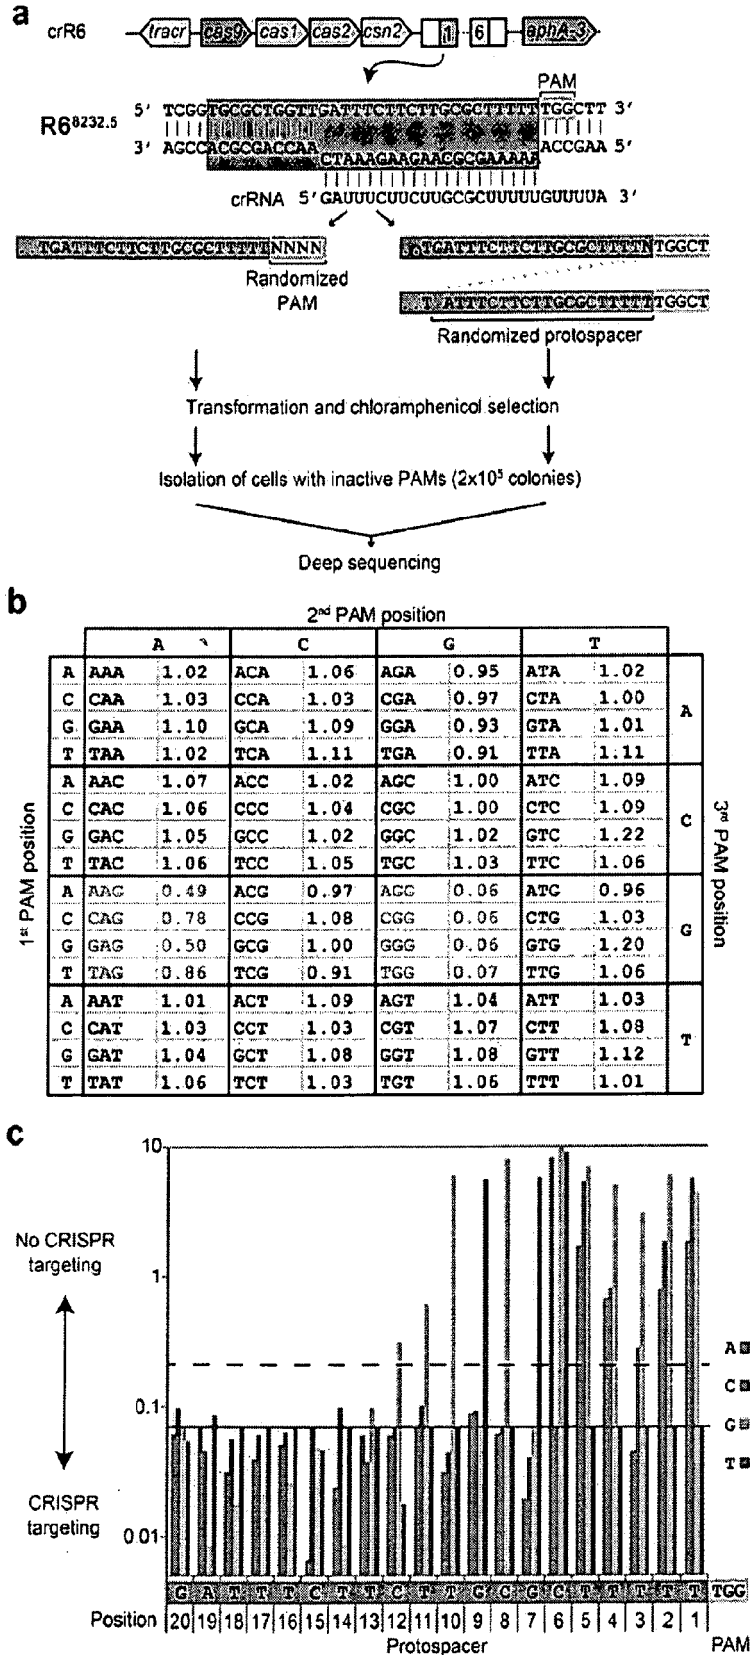 a
crR6 tracr cas9 cas1 cas2 csn2 1 6 aphA-3
PAM
5' TCGGTGCGCTGGTTGATTTCTTCTTGCGCTTTTTTGGCTT 3'
R6⁸²³².⁵
3' AGCCACGCGACCAACTAAAGAAGAACGCGAAAAAACCGAA 5'
crRNA 5'GAUUUCUUCUUGCGCUUUUUGUUUUA 3'
TGATTTCTTCTTGCGCTTTTTNNNN
TGATTTCTTCTTGCGCTTTTNTGGCT
Randomized
PAM
T ATTTCTTCTTGCGCTTTTTTGGCT
Randomized protospacer
Transformation and chloramphenicol selection
Isolation of cells with inactive PAMs (2x10⁵ colonies)
Deep sequencing
b
2nd PAM position
A C G T
1st PAM position
3rd PAM position
A AAA 1.02 ACA 1.06 AGA 0.95 ATA 1.02
C CAA 1.03 CCA 1.03 CGA 0.97 CTA 1.00 A
G GAA 1.10 GCA 1.09 GGA 0.93 GTA 1.01
T TAA 1.02 TCA 1.11 TGA 0.91 TTA 1.11
A AAC 1.07 ACC 1.02 AGC 1.00 ATC 1.09
C CAC 1.06 CCC 1.04 CGC 1.00 CTC 1.09 C
G GAC 1.05 GCC 1.02 GGC 1.02 GTC 1.22
T TAC 1.06 TCC 1.05 TGC 1.03 TTC 1.06
A AAG 0.49 ACG 0.97 AGG 0.06 ATG 0.96
C CAG 0.78 CCG 1.08 CGG 0.06 CTG 1.03 G
G GAG 0.50 GCG 1.00 GGG 0.06 GTG 1.20
T TAG 0.86 TCG 0.91 TGG 0.07 TTG 1.06
A AAT 1.01 ACT 1.09 AGT 1.04 ATT 1.03
C CAT 1.03 CCT 1.03 CGT 1.07 CTT 1.08 T
G GAT 1.04 GCT 1.08 GGT 1.08 GTT 1.12
T TAT 1.06 TCT 1.03 TGT 1.06 TTT 1.01
c
10
No CRISPR
targeting
1
A
C
0.1
G
T
CRISPR
targeting
0.01
G A T T T C T T C T T G C G C T T T T T TGG
Position 20 19 18 17 16 15 14 13 12 11 10 9 8 7 6 5 4 3 2 1
Protospacer PAM